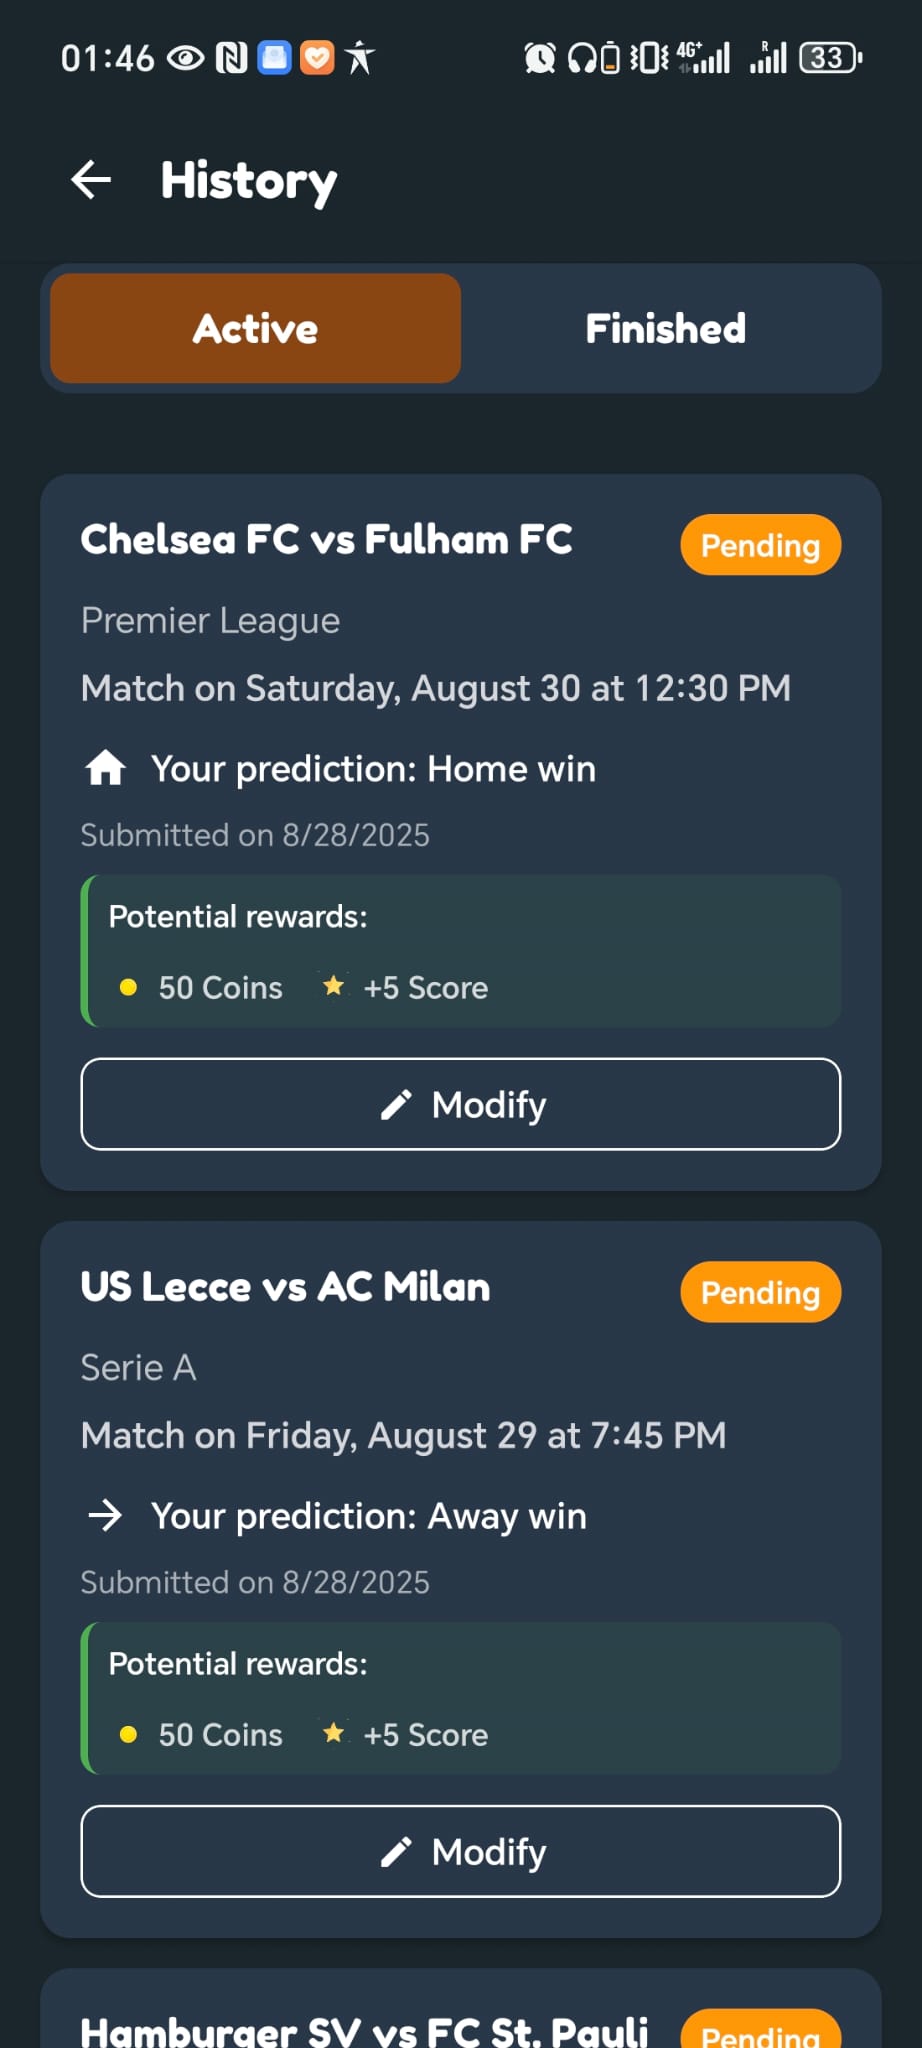 01:46 4G+ R 33
History
Active Finished
Chelsea FC vs Fulham FC Pending
Premier League
Match on Saturday, August 30 at 12:30 PM
Your prediction: Home win
Submitted on 8/28/2025
Potential rewards:
50 Coins +5 Score
Modify
US Lecce vs AC Milan Pending
Serie A
Match on Friday, August 29 at 7:45 PM
Your prediction: Away win
Submitted on 8/28/2025
Potential rewards:
50 Coins +5 Score
Modify
Hamburger SV vs FC St. Pauli Pending